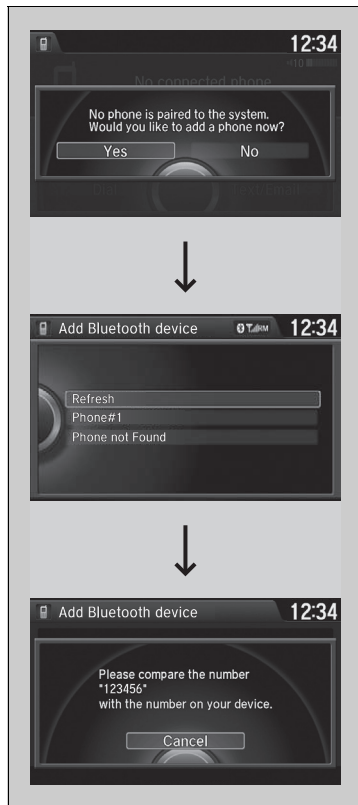 12:34
No connected phone
No phone is paired to the system.
Would you like to add a phone now?
Yes No
Add Bluetooth device 12:34
Refresh
Phone#1
Phone not Found
Add Bluetooth device 12:34
Please compare the number
"123456"
with the number on your device.
Cancel